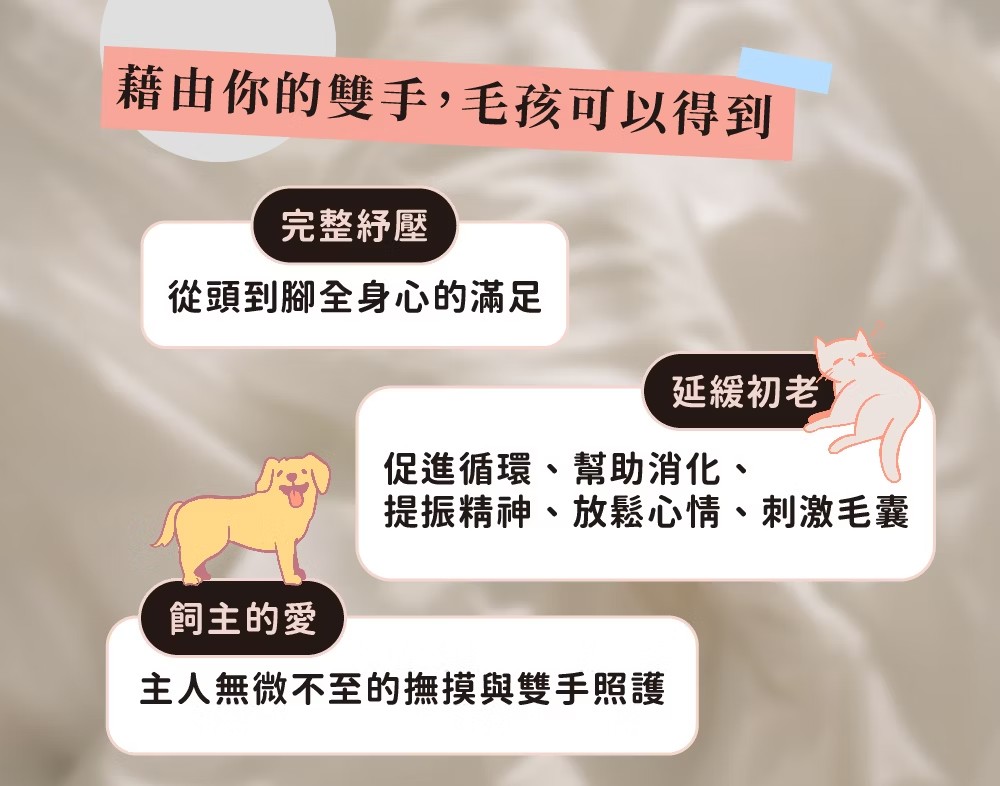 藉由你的雙手，毛孩可以得到
完整紓壓
從頭到腳全身心的滿足
延緩初老
促進循環、幫助消化、
提振精神、放鬆心情、刺激毛囊
飼主的愛
主人無微不至的撫摸與雙手照護